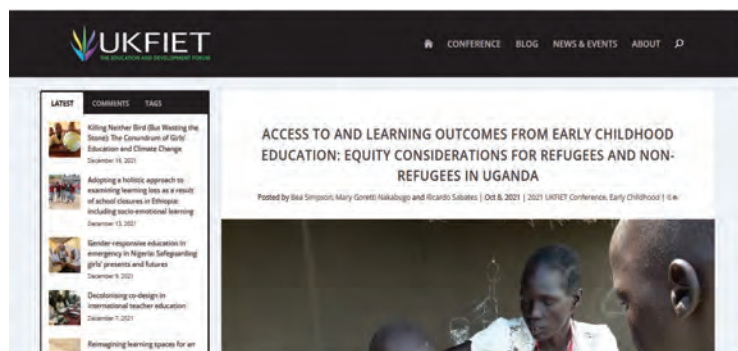 UKFIET
THE EDUCATION AND DEVELOPMENT FORUM
CONFERENCE BLOG NEWS & EVENTS ABOUT
LATEST COMMENTS TAGS
Killing Neither Bird (But Wasting the
Stone): The Conundrum of Girls'
Education and Climate Change
December 16, 2021
Adopting a holistic approach to
examining learning loss as a result
of school closures in Ethiopia:
including socio-emotional learning
December 13, 2021
Gender-responsive education in
emergency in Nigeria: Safeguarding
girls' presents and futures
December 9, 2021
Decolonising co-design in
international teacher education
December 7, 2021
Reimagining learning spaces for an
ACCESS TO AND LEARNING OUTCOMES FROM EARLY CHILDHOOD
EDUCATION: EQUITY CONSIDERATIONS FOR REFUGEES AND NON-
REFUGEES IN UGANDA
Posted by Ilea Simpson, Mary Goretti Nakabugo and Ricardo Sabates | Oct 8, 2021 | 2021 UKFIET Conference, Early Childhood | 0